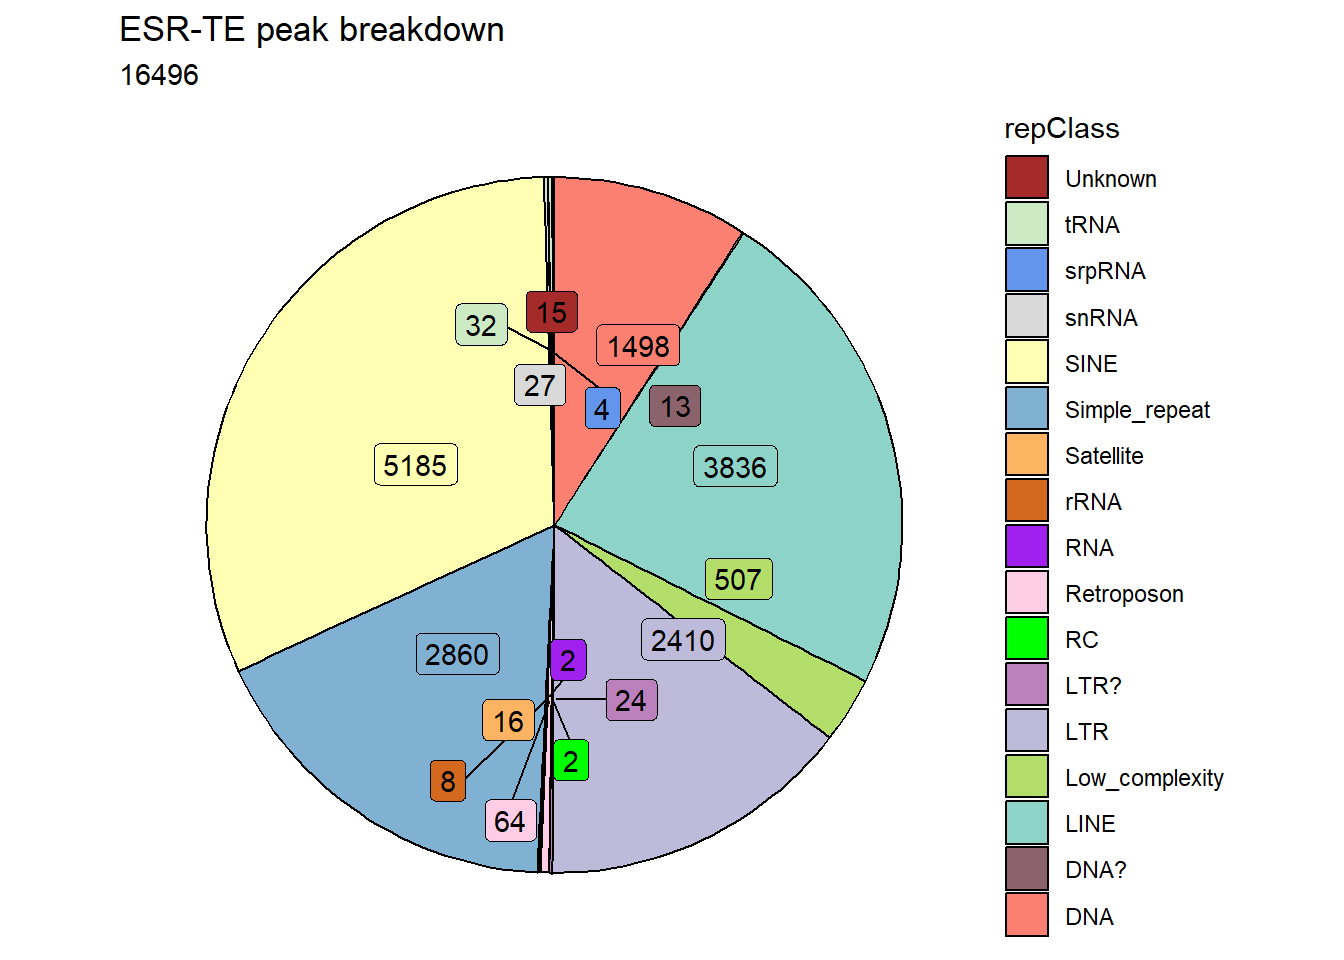 ESR-TE peak breakdown
16496
repClass
Unknown
tRNA
srpRNA
snRNA
SINE
Simple_repeat
Satellite
rRNA
RNA
Retroposon
RC
LTR?
LTR
Low_complexity
LINE
DNA?
DNA
15
32
1498
27
4
13
5185
3836
507
2410
2860
2
24
16
2
8
64